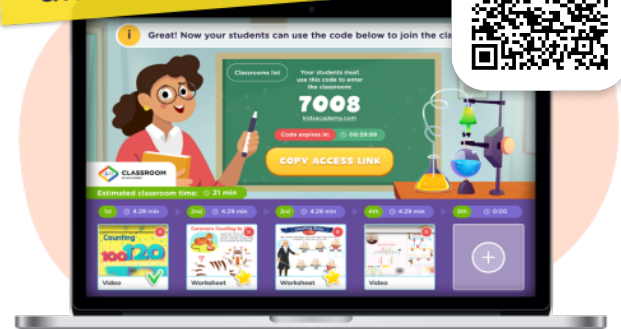 Great! Now your students can use the code below to join the
Classrooms list
Your students must
use this code to enter
the classroom:
7008
kidsacademy.com
Code expires in: 00:59:99
COPY ACCESS LINK
CLASSROOM
Estimated classroom time: 21 min
1st 4:29 min
2nd 4:29 min
3rd 4:29 min
4th 4:29 min
5th 0:00
Counting
100 120
Video
Worksheet
Worksheet
Video